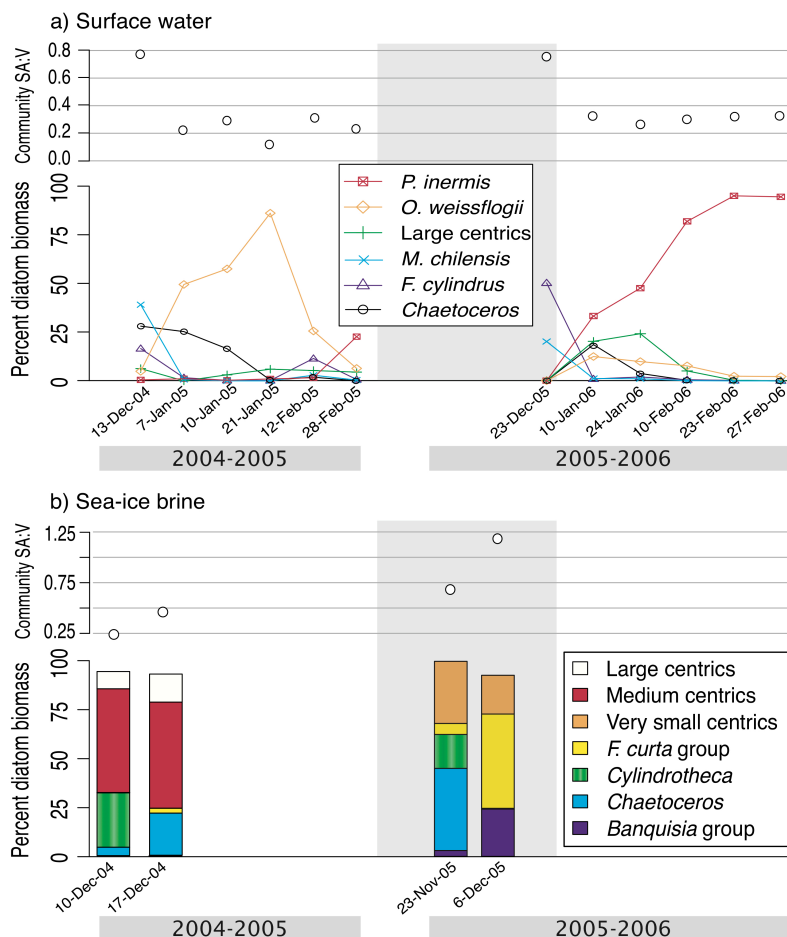 a) Surface water
Community SA:V
0.8
0.6
0.4
0.2
0.0
Percent diatom biomass
100
75
50
25
0
P. inermis
O. weissflogii
Large centrics
M. chilensis
F. cylindrus
Chaetoceros
13-Dec-04
7-Jan-05
10-Jan-05
21-Jan-05
12-Feb-05
28-Feb-05
23-Dec-05
10-Jan-06
24-Jan-06
10-Feb-06
23-Feb-06
27-Feb-06
2004-2005
2005-2006
b) Sea-ice brine
Community SA:V
1.25
0.75
0.25
Percent diatom biomass
100
75
50
25
0
Large centrics
Medium centrics
Very small centrics
F. curta group
Cylindrotheca
Chaetoceros
Banquisia group
10-Dec-04
17-Dec-04
23-Nov-05
6-Dec-05
2004-2005
2005-2006